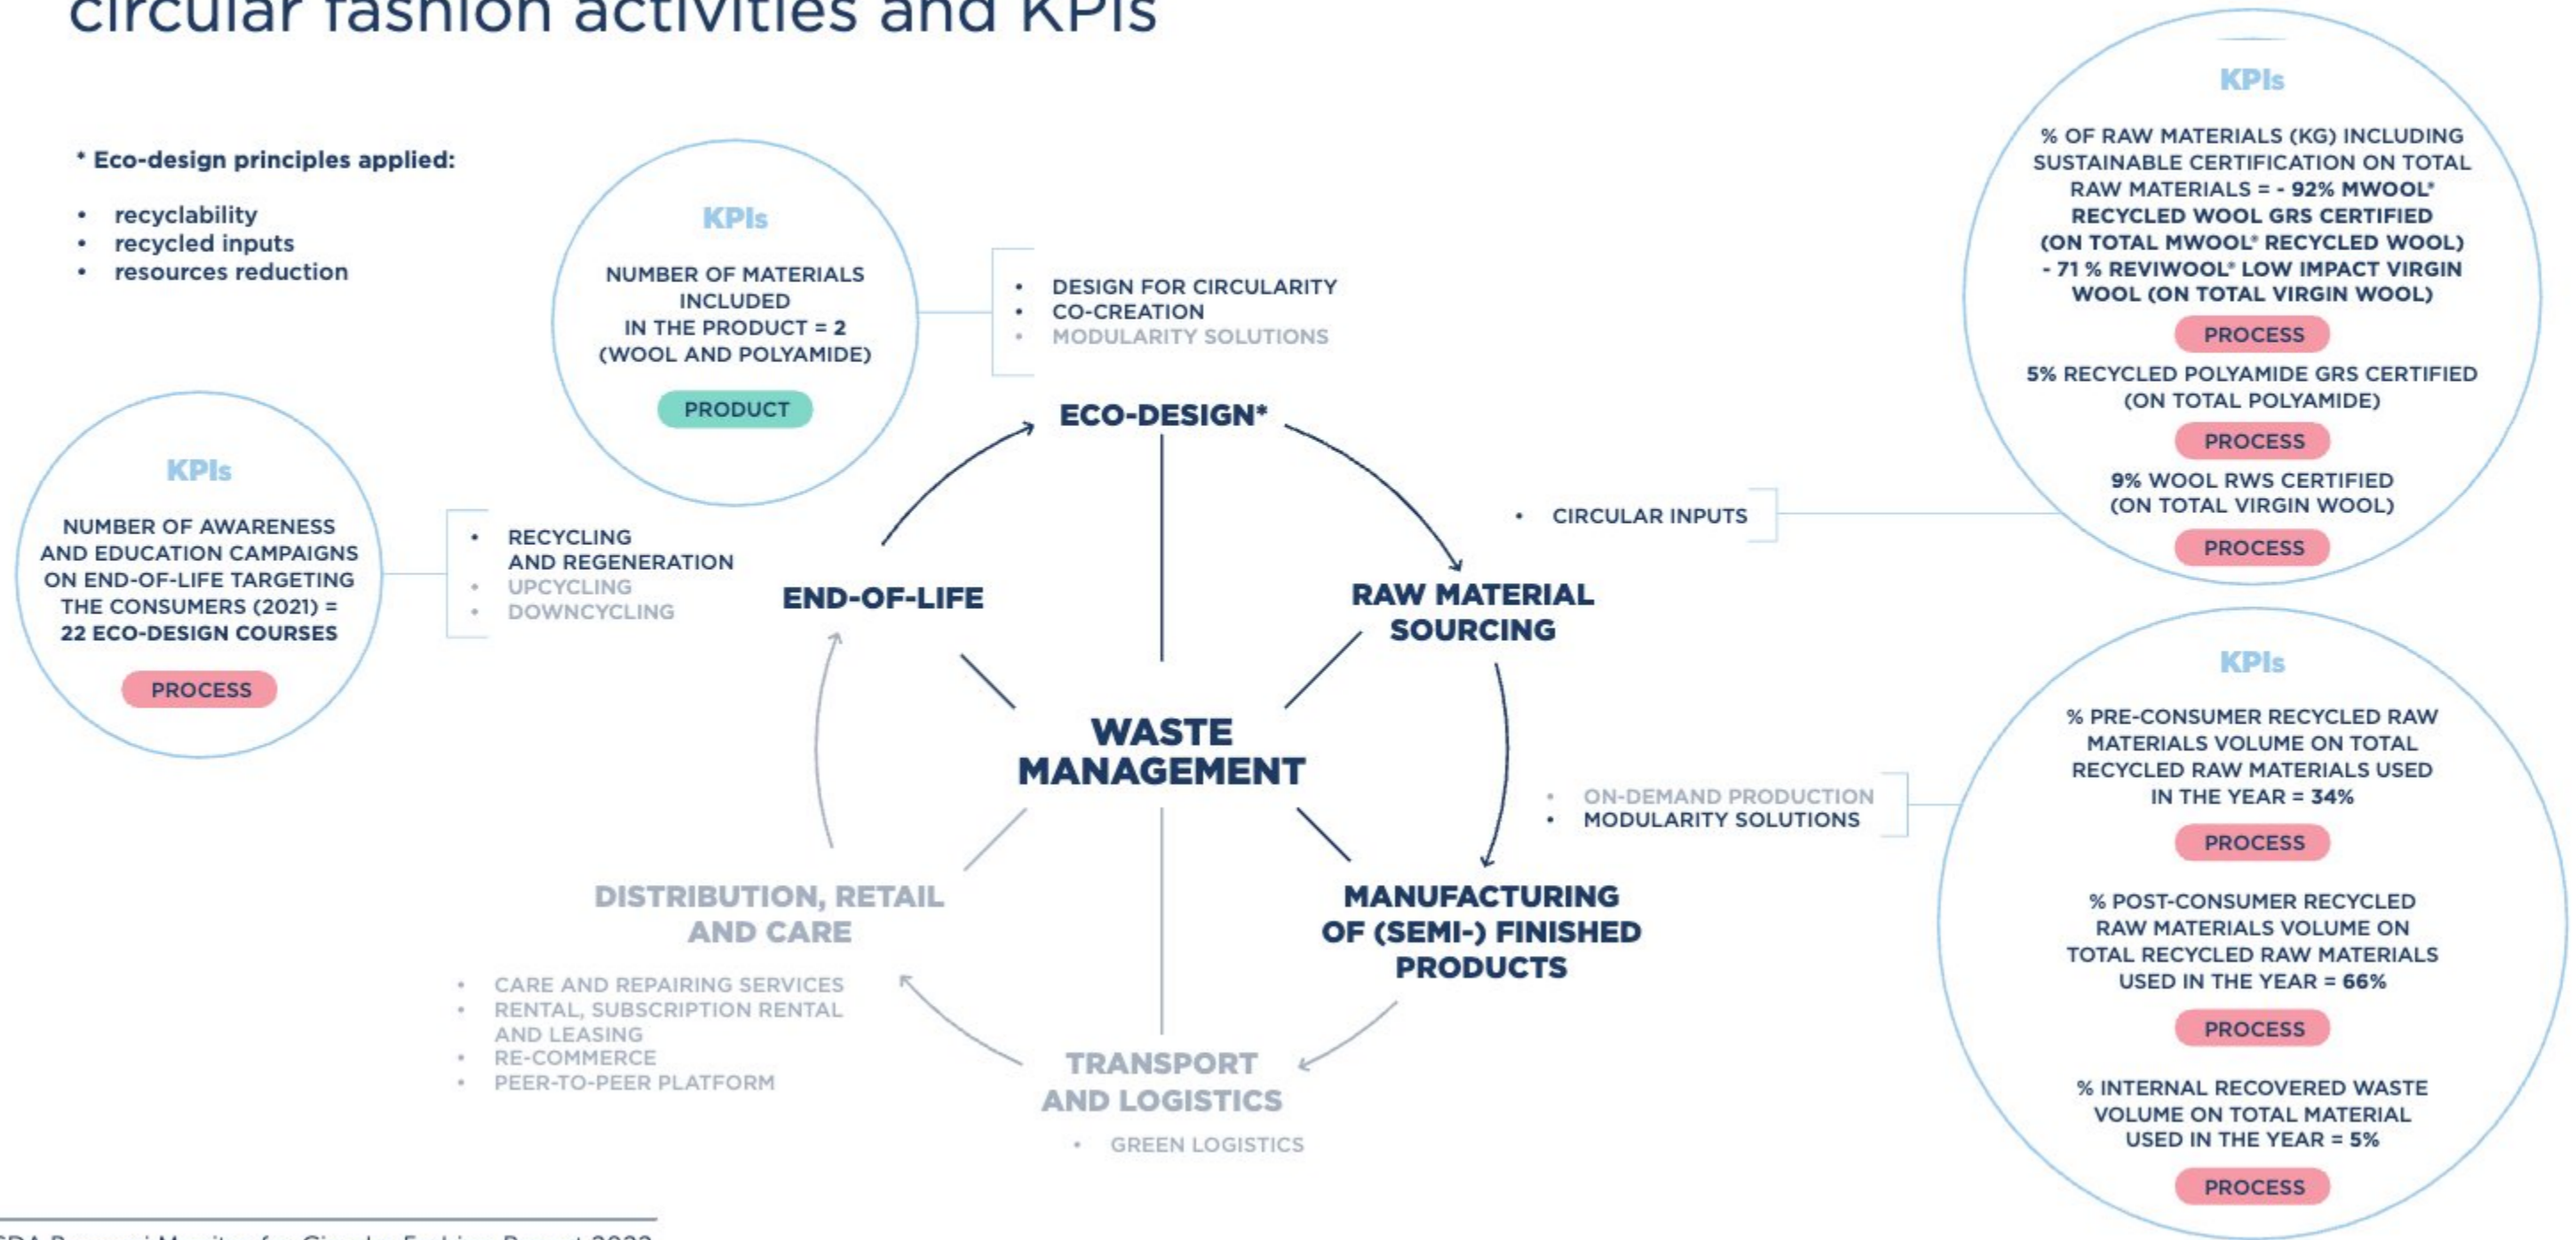 circular fashion activities and KPIs
* Eco-design principles applied:
• recyclability
• recycled inputs
• resources reduction
KPIs
NUMBER OF MATERIALS
INCLUDED
IN THE PRODUCT = 2
(WOOL AND POLYAMIDE)
PRODUCT
• DESIGN FOR CIRCULARITY
• CO-CREATION
• MODULARITY SOLUTIONS
ECO-DESIGN*
KPIs
% OF RAW MATERIALS (KG) INCLUDING
SUSTAINABLE CERTIFICATION ON TOTAL
RAW MATERIALS = - 92% MWOOL®
RECYCLED WOOL GRS CERTIFIED
(ON TOTAL MWOOL® RECYCLED WOOL)
- 71 % REVIWOOL® LOW IMPACT VIRGIN
WOOL (ON TOTAL VIRGIN WOOL)
PROCESS
5% RECYCLED POLYAMIDE GRS CERTIFIED
(ON TOTAL POLYAMIDE)
PROCESS
9% WOOL RWS CERTIFIED
(ON TOTAL VIRGIN WOOL)
PROCESS
• CIRCULAR INPUTS
RAW MATERIAL
SOURCING
KPIs
NUMBER OF AWARENESS
AND EDUCATION CAMPAIGNS
ON END-OF-LIFE TARGETING
THE CONSUMERS (2021) =
22 ECO-DESIGN COURSES
PROCESS
• RECYCLING
AND REGENERATION
• UPCYCLING
• DOWNCYCLING
END-OF-LIFE
WASTE
MANAGEMENT
• ON-DEMAND PRODUCTION
• MODULARITY SOLUTIONS
KPIs
% PRE-CONSUMER RECYCLED RAW
MATERIALS VOLUME ON TOTAL
RECYCLED RAW MATERIALS USED
IN THE YEAR = 34%
PROCESS
% POST-CONSUMER RECYCLED
RAW MATERIALS VOLUME ON
TOTAL RECYCLED RAW MATERIALS
USED IN THE YEAR = 66%
PROCESS
% INTERNAL RECOVERED WASTE
VOLUME ON TOTAL MATERIAL
USED IN THE YEAR = 5%
PROCESS
MANUFACTURING
OF (SEMI-) FINISHED
PRODUCTS
DISTRIBUTION, RETAIL
AND CARE
• CARE AND REPAIRING SERVICES
• RENTAL, SUBSCRIPTION RENTAL
AND LEASING
• RE-COMMERCE
• PEER-TO-PEER PLATFORM
TRANSPORT
AND LOGISTICS
• GREEN LOGISTICS
Monitor for Circular Fashion Report 2022